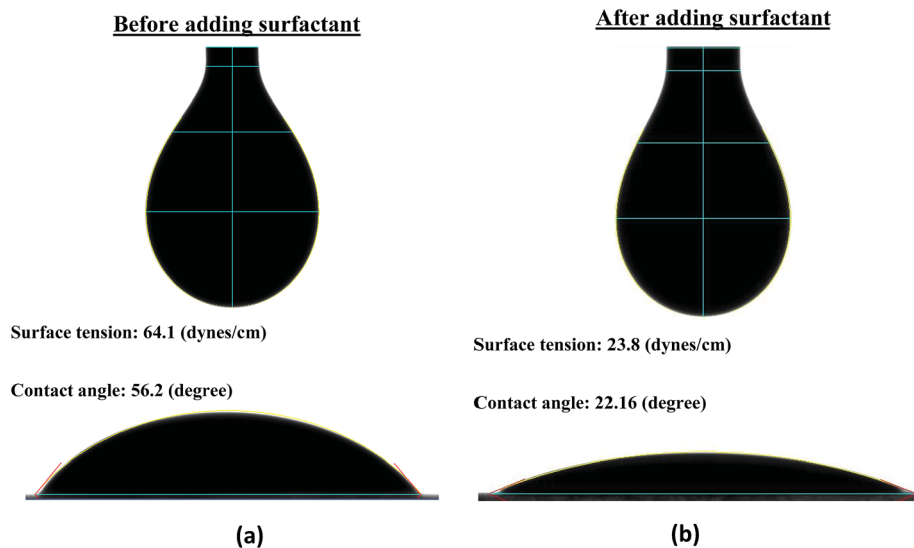 Before adding surfactant
Surface tension: 64.1 (dynes/cm)
Contact angle: 56.2 (degree)
(a)
After adding surfactant
Surface tension: 23.8 (dynes/cm)
Contact angle: 22.16 (degree)
(b)